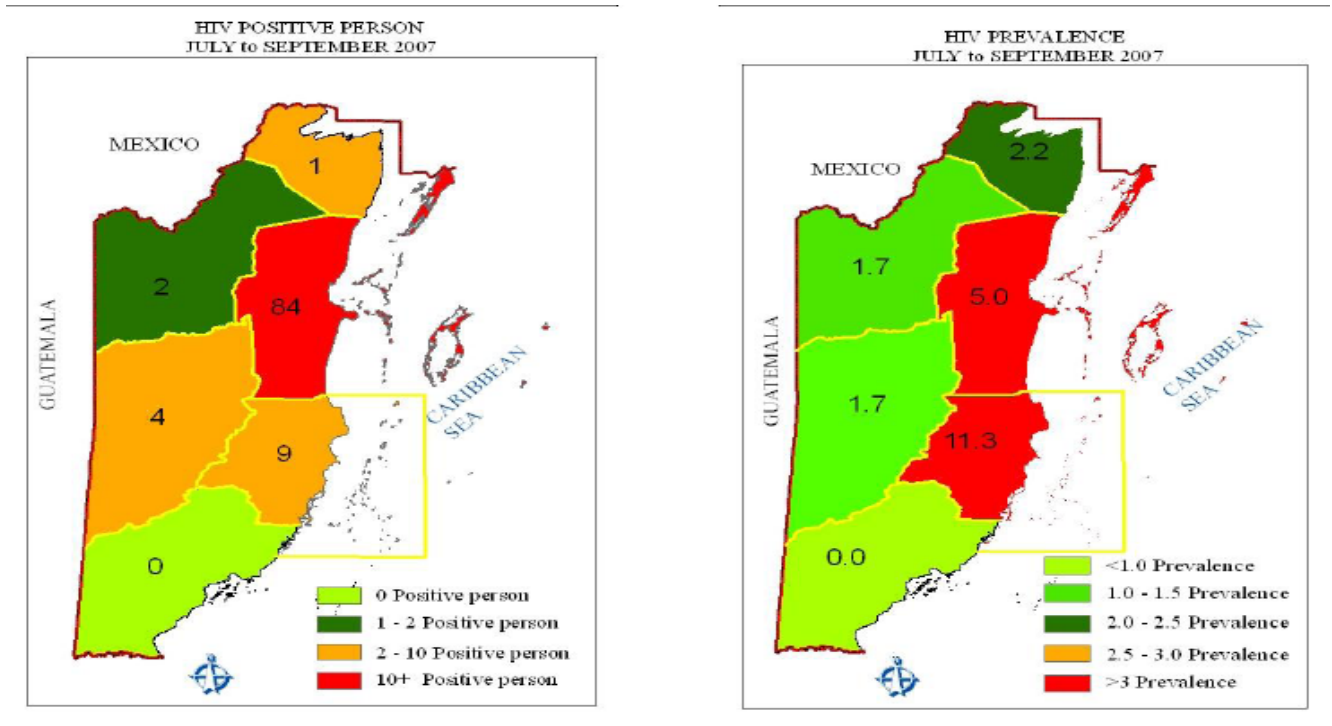 HIV POSITIVE PERSON
JULY to SEPTEMBER 2007
MEXICO
1
2
84
GUATEMALA
CARIBBEAN
SEA
4
9
0
0 Positive person
1 - 2 Positive person
2 - 10 Positive person
10+ Positive person
HIV PREVALENCE
JULY to SEPTEMBER 2007
2.2
MEXICO
1.7
5.0
GUATEMALA
CARIBBEAN
SEA
1.7
11.3
0.0
<1.0 Prevalence
1.0 - 1.5 Prevalence
2.0 - 2.5 Prevalence
2.5 - 3.0 Prevalence
>3 Prevalence